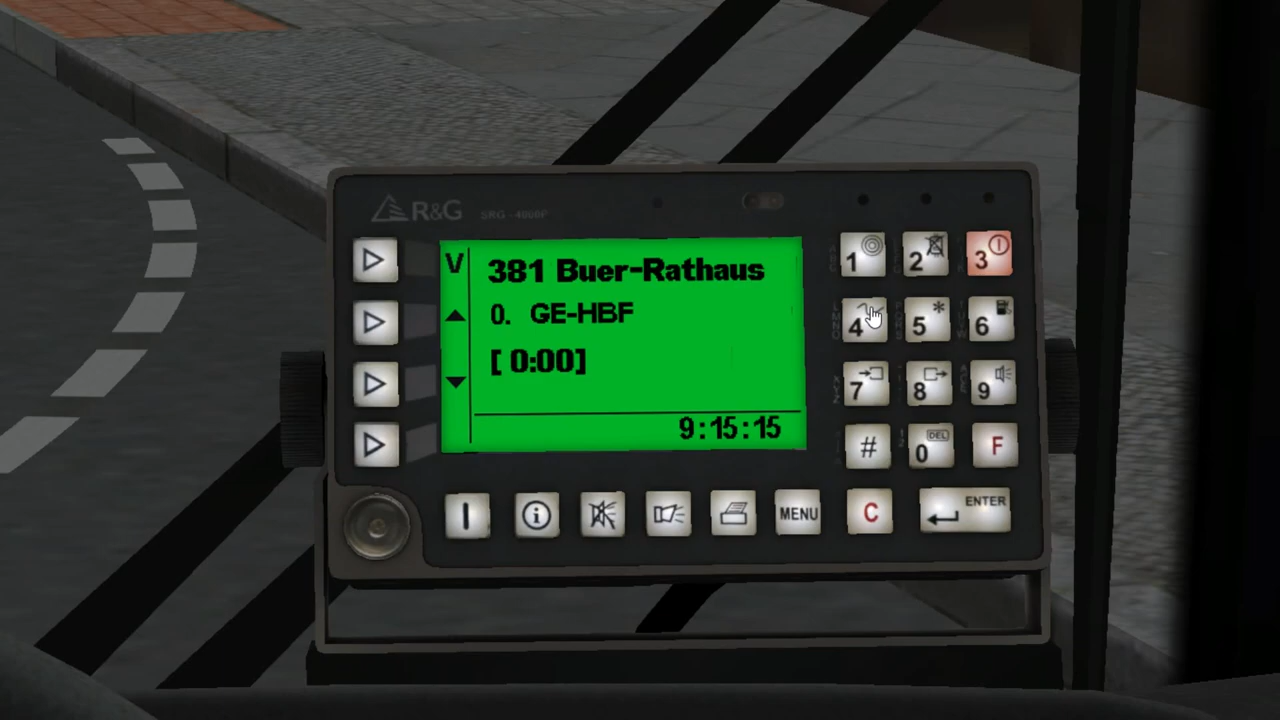 R&G SRG-4000P
V 381 Buer-Rathaus
0. GE-HBF
[ 0:00]
9:15:15
1 2 3
4 5 6
7 8 9
# 0 DEL F
MENU C ENTER